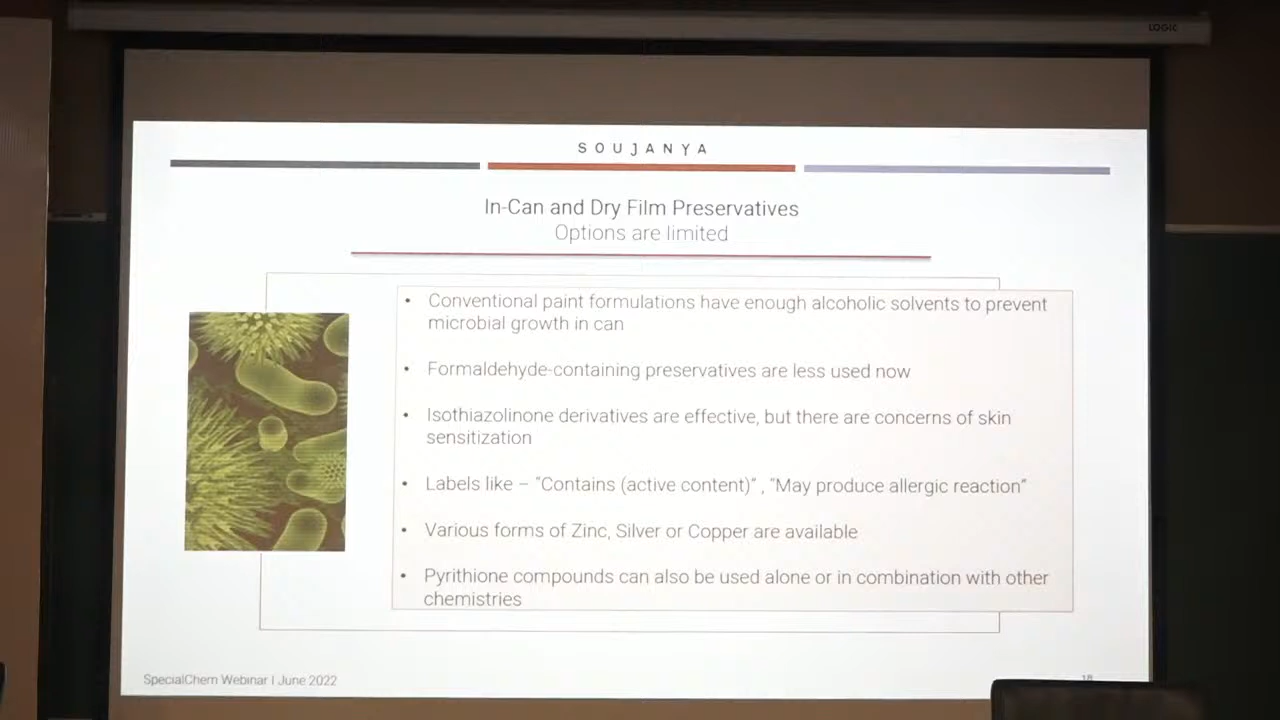 LOGIC
SOUJANYA
In-Can and Dry Film Preservatives
Options are limited
• Conventional paint formulations have enough alcoholic solvents to prevent
microbial growth in can
• Formaldehyde-containing preservatives are less used now
• Isothiazolinone derivatives are effective, but there are concerns of skin
sensitization
• Labels like – “Contains (active content)” , “May produce allergic reaction”
• Various forms of Zinc, Silver or Copper are available
• Pyrithione compounds can also be used alone or in combination with other
chemistries
SpecialChem Webinar I June 2022
18